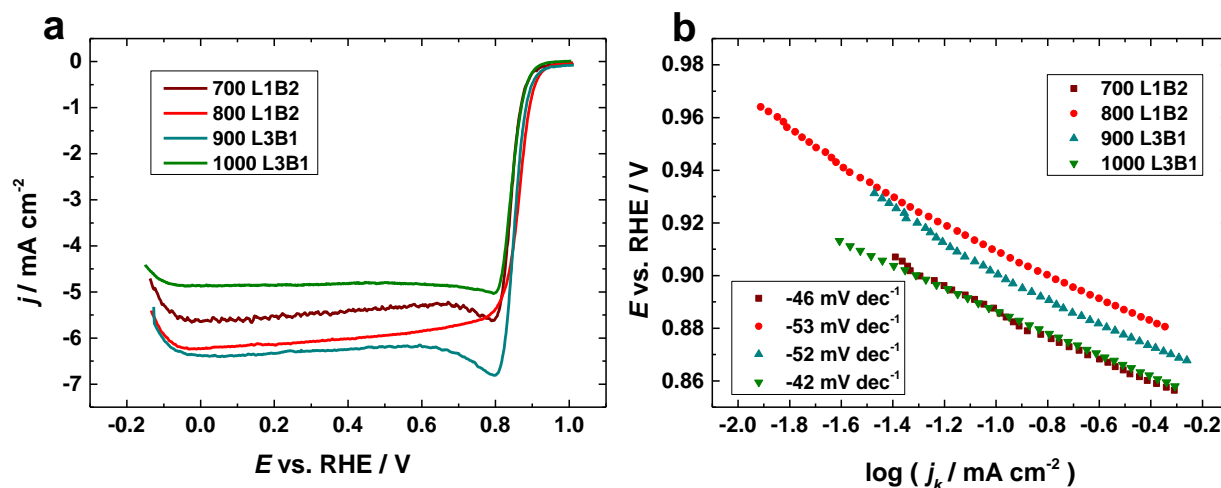 a
j / mA cm-2
0
-1
-2
-3
-4
-5
-6
-7
700 L1B2
800 L1B2
900 L3B1
1000 L3B1
-0.2 0.0 0.2 0.4 0.6 0.8 1.0
E vs. RHE / V
b
E vs. RHE / V
0.98
0.96
0.94
0.92
0.90
0.88
0.86
700 L1B2
800 L1B2
900 L3B1
1000 L3B1
-46 mV dec-1
-53 mV dec-1
-52 mV dec-1
-42 mV dec-1
-2.0 -1.8 -1.6 -1.4 -1.2 -1.0 -0.8 -0.6 -0.4 -0.2
log ( jk / mA cm-2 )